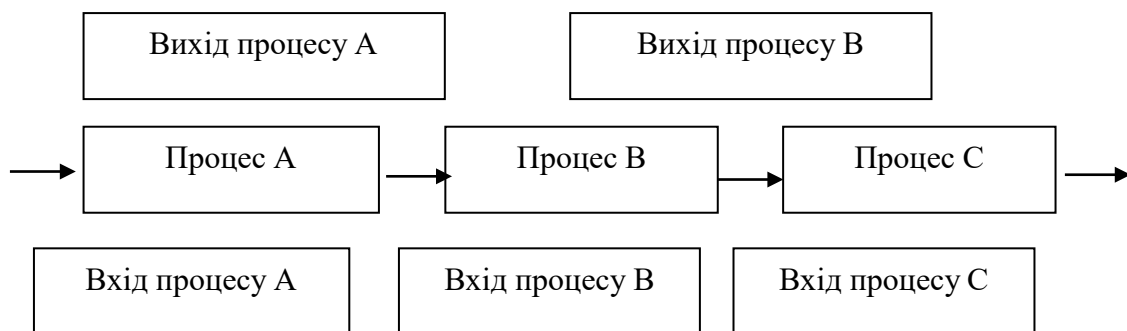 Вихід процесу А
Вихід процесу В
Процес А
Процес В
Процес С
Вхід процесу А
Вхід процесу В
Вхід процесу С